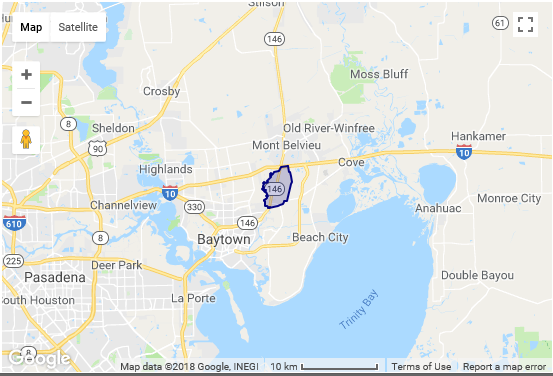 Stilson
Map Satellite
146
61
Moss Bluff
+
Crosby
−
8
Sheldon
Old River-Winfree
Hankamer
90
Mont Belvieu
10
Highlands
Cove
10
146
Monroe City
Channelview
330
Anahuac
610
146
8
Baytown
Beach City
225
Deer Park
Double Bayou
Pasadena
La Porte
South Houston
Trinity Bay
8
Google
Map data ©2018 Google, INEGI 10 km Terms of Use Report a map error